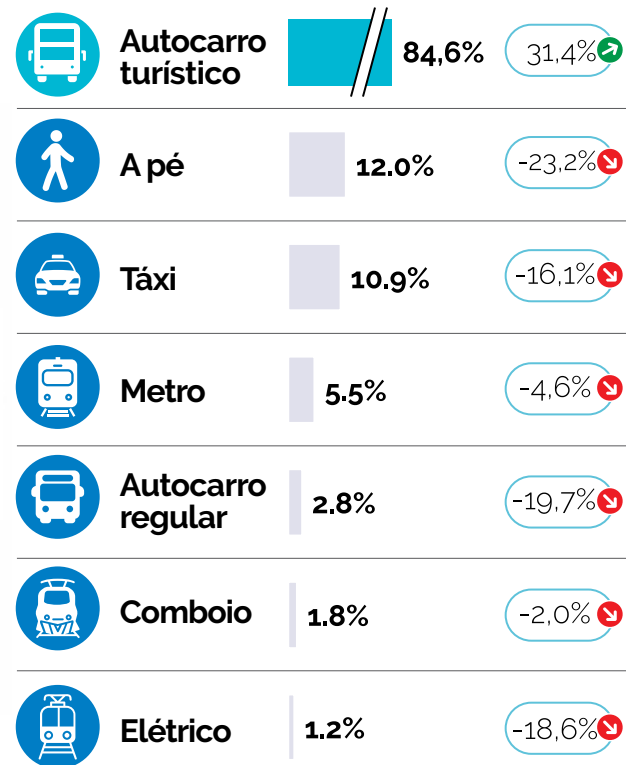 Autocarro
turístico
84,6%
31,4%
A pé
12.0%
-23,2%
Táxi
10.9%
-16,1%
Metro
5.5%
-4,6%
Autocarro
regular
2.8%
-19,7%
Comboio
1.8%
-2,0%
Elétrico
1.2%
-18,6%